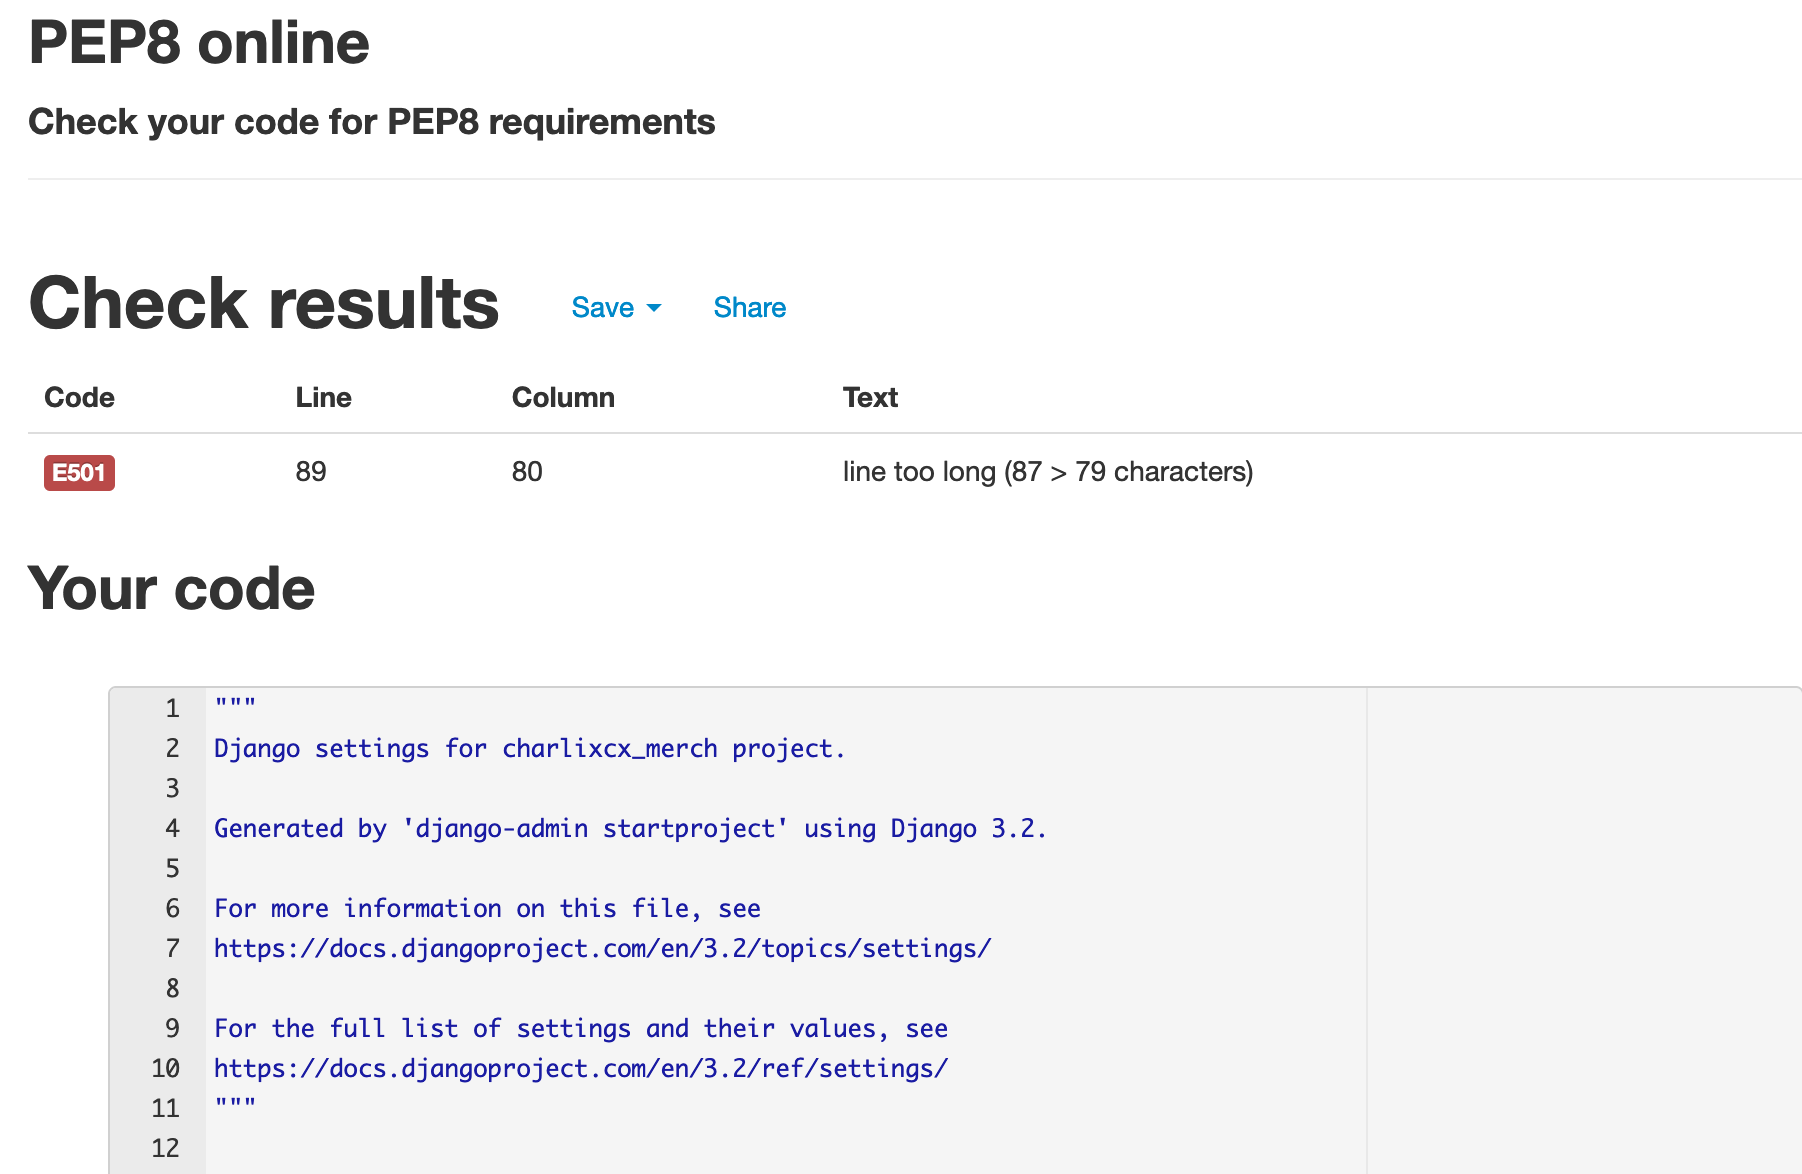 PEP8 online
Check your code for PEP8 requirements
Check results Save Share
Code Line Column Text
E501 89 80 line too long (87 > 79 characters)
Your code
1 """
2 Django settings for charlixcx_merch project.
3
4 Generated by 'django-admin startproject' using Django 3.2.
5
6 For more information on this file, see
7 https://docs.djangoproject.com/en/3.2/topics/settings/
8
9 For the full list of settings and their values, see
10 https://docs.djangoproject.com/en/3.2/ref/settings/
11 """
12